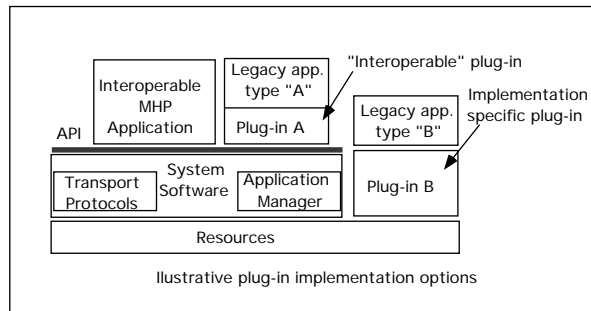 Interoperable
MHP
Application
Legacy app.
type "A"
Plug-in A
"Interoperable" plug-in
Legacy app.
type "B"
Implementation
specific plug-in
API
System
Software
Transport
Protocols
Application
Manager
Plug-in B
Resources
Ilustrative plug-in implementation options